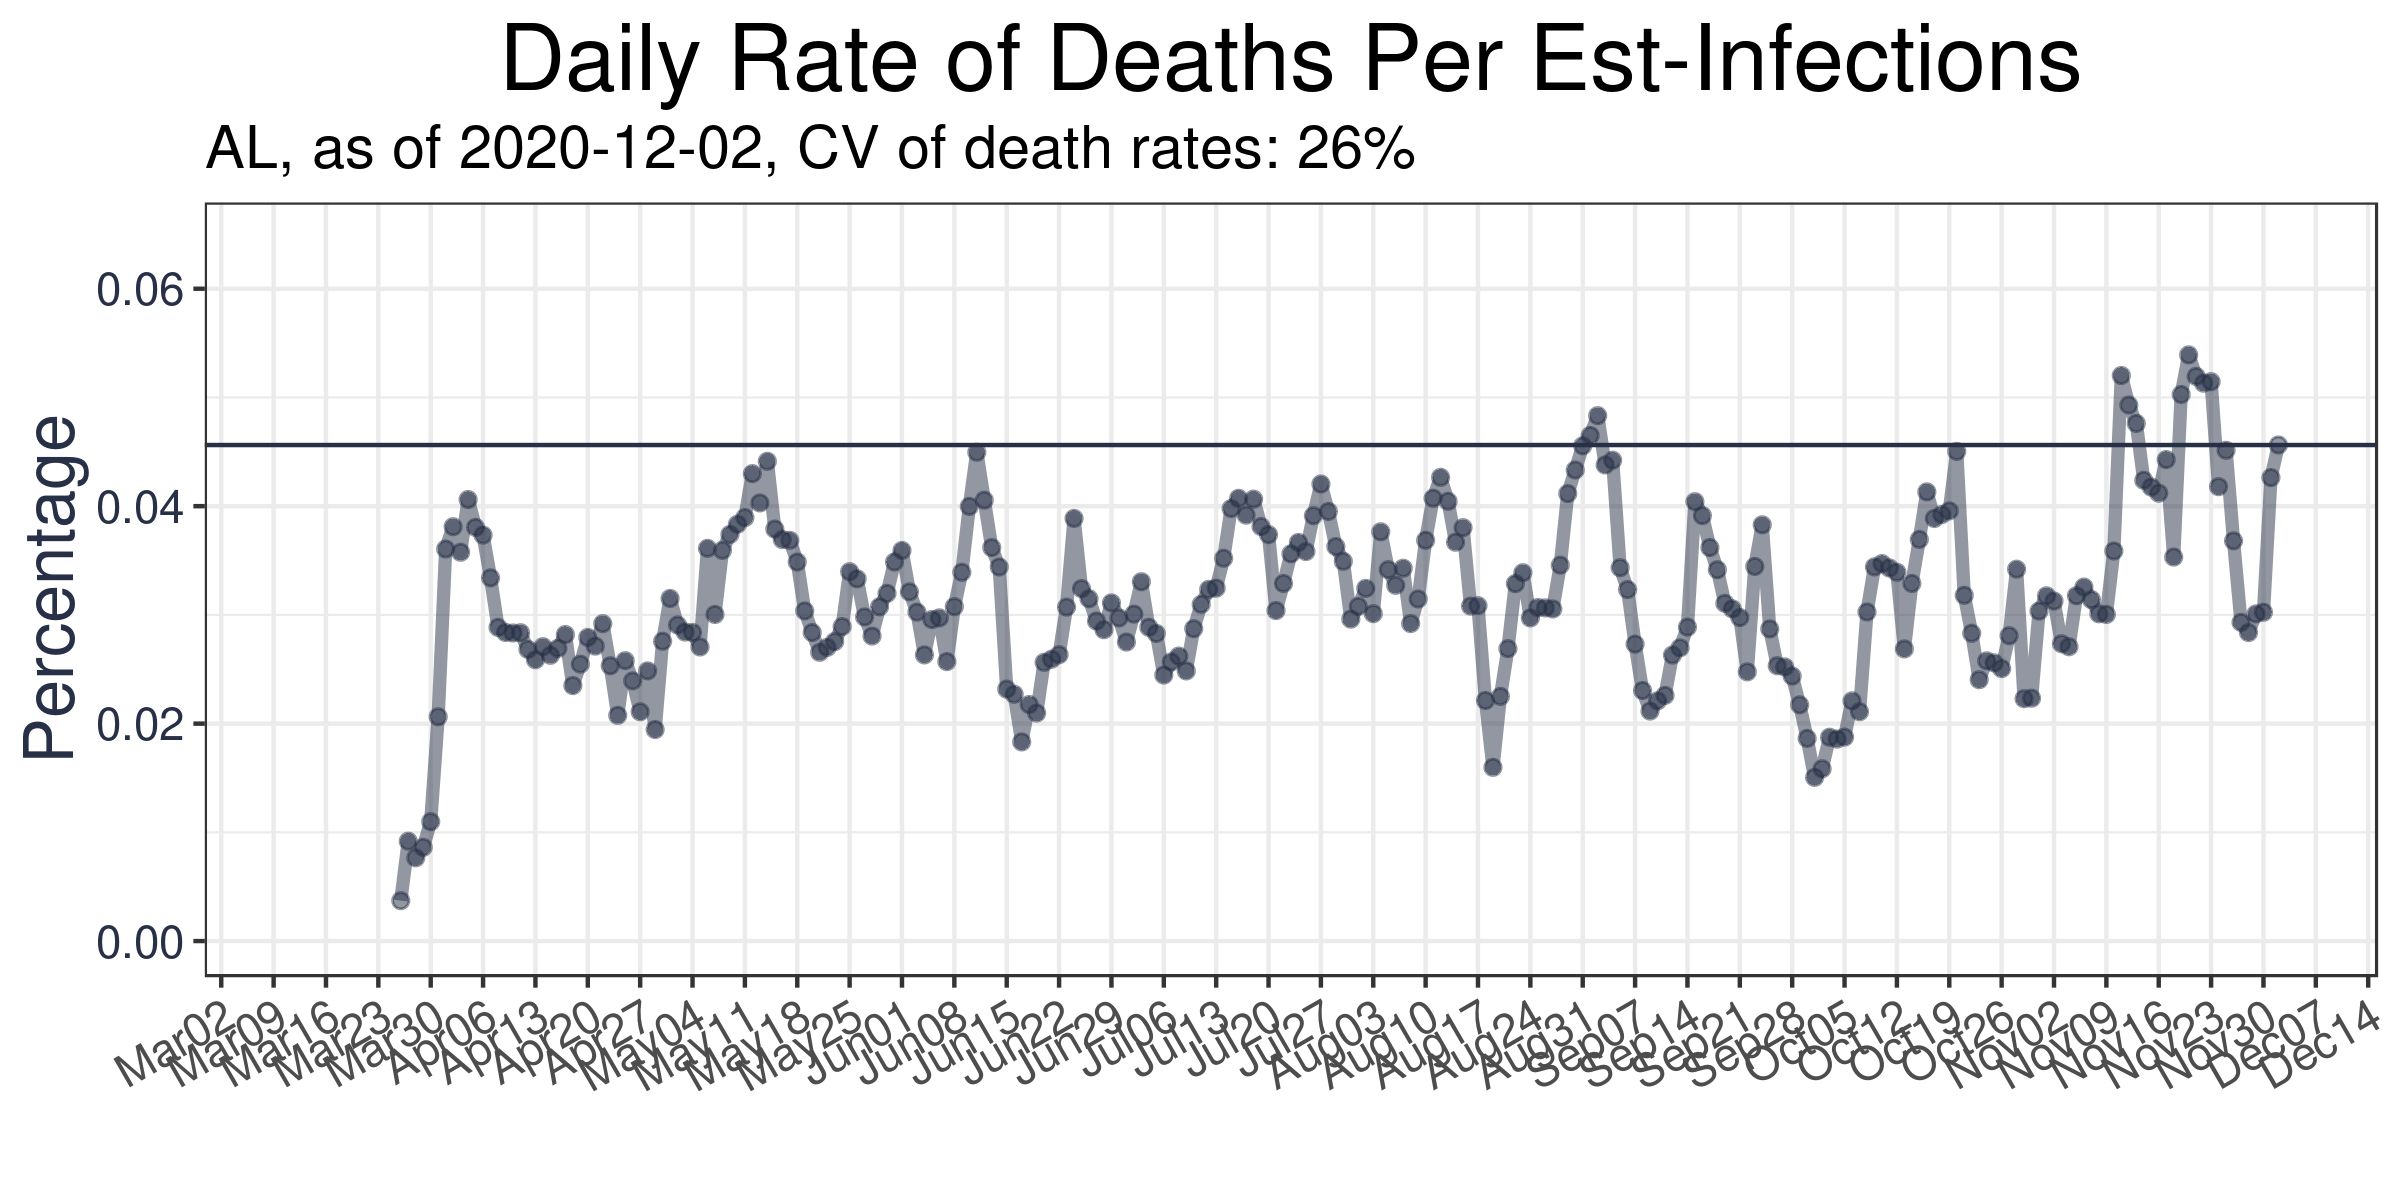 Daily Rate of Deaths Per Est-Infections
AL, as of 2020-12-02, CV of death rates: 26%
Percentage
0.06
0.04
0.02
0.00
Mar02 Mar09 Mar16 Mar23 Mar30 Apr06 Apr13 Apr20 Apr27 May04 May11 May18 May25 Jun01 Jun08 Jun15 Jun22 Jun29 Jul06 Jul13 Jul20 Jul27 Aug03 Aug10 Aug17 Aug24 Aug31 Sep07 Sep14 Sep21 Sep28 Oct05 Oct12 Oct19 Oct26 Nov02 Nov09 Nov16 Nov23 Nov30 Dec07 Dec14